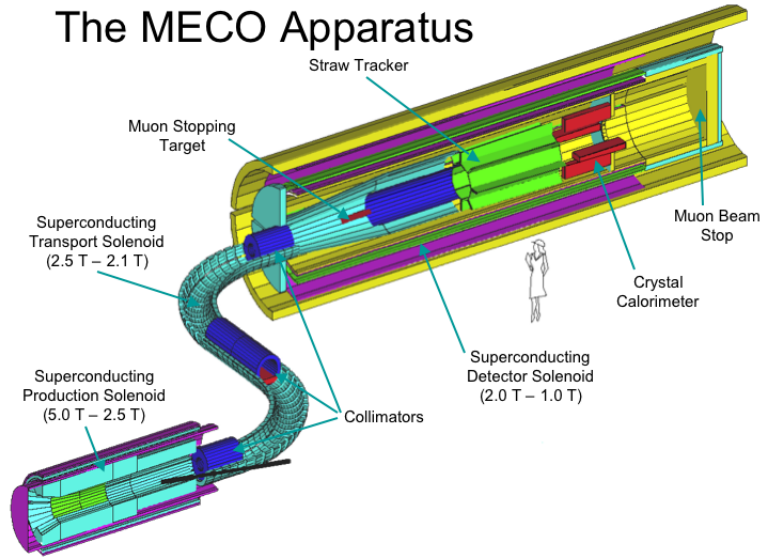 The MECO Apparatus
Straw Tracker
Muon Stopping
Target
Superconducting
Transport Solenoid
(2.5 T – 2.1 T)
Muon Beam
Stop
Crystal
Calorimeter
Superconducting
Detector Solenoid
(2.0 T – 1.0 T)
Superconducting
Production Solenoid
(5.0 T – 2.5 T)
Collimators